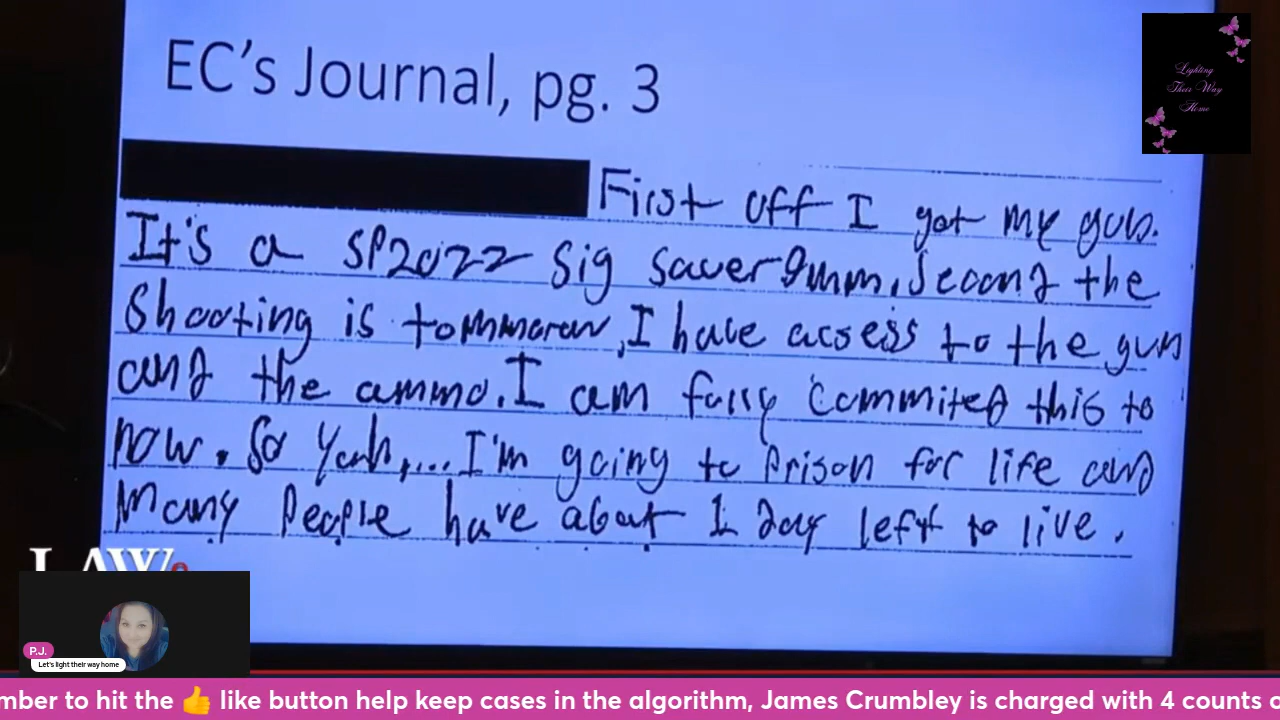 EC's Journal, pg. 3
Lighting
Their Way
Home
First off I got my gun.
It's a SP2022 Sig Sauer 9mm, Second the
Shooting is tommorow, I have access to the gun
and the ammo. I am fully Commited this to
now. So yeah,... I'm going to prison for life and
many People have about 1 day left to live.
LAW
P.J.
Let's light their way home
mber to hit the 👍 like button help keep cases in the algorithm, James Crumbley is charged with 4 counts